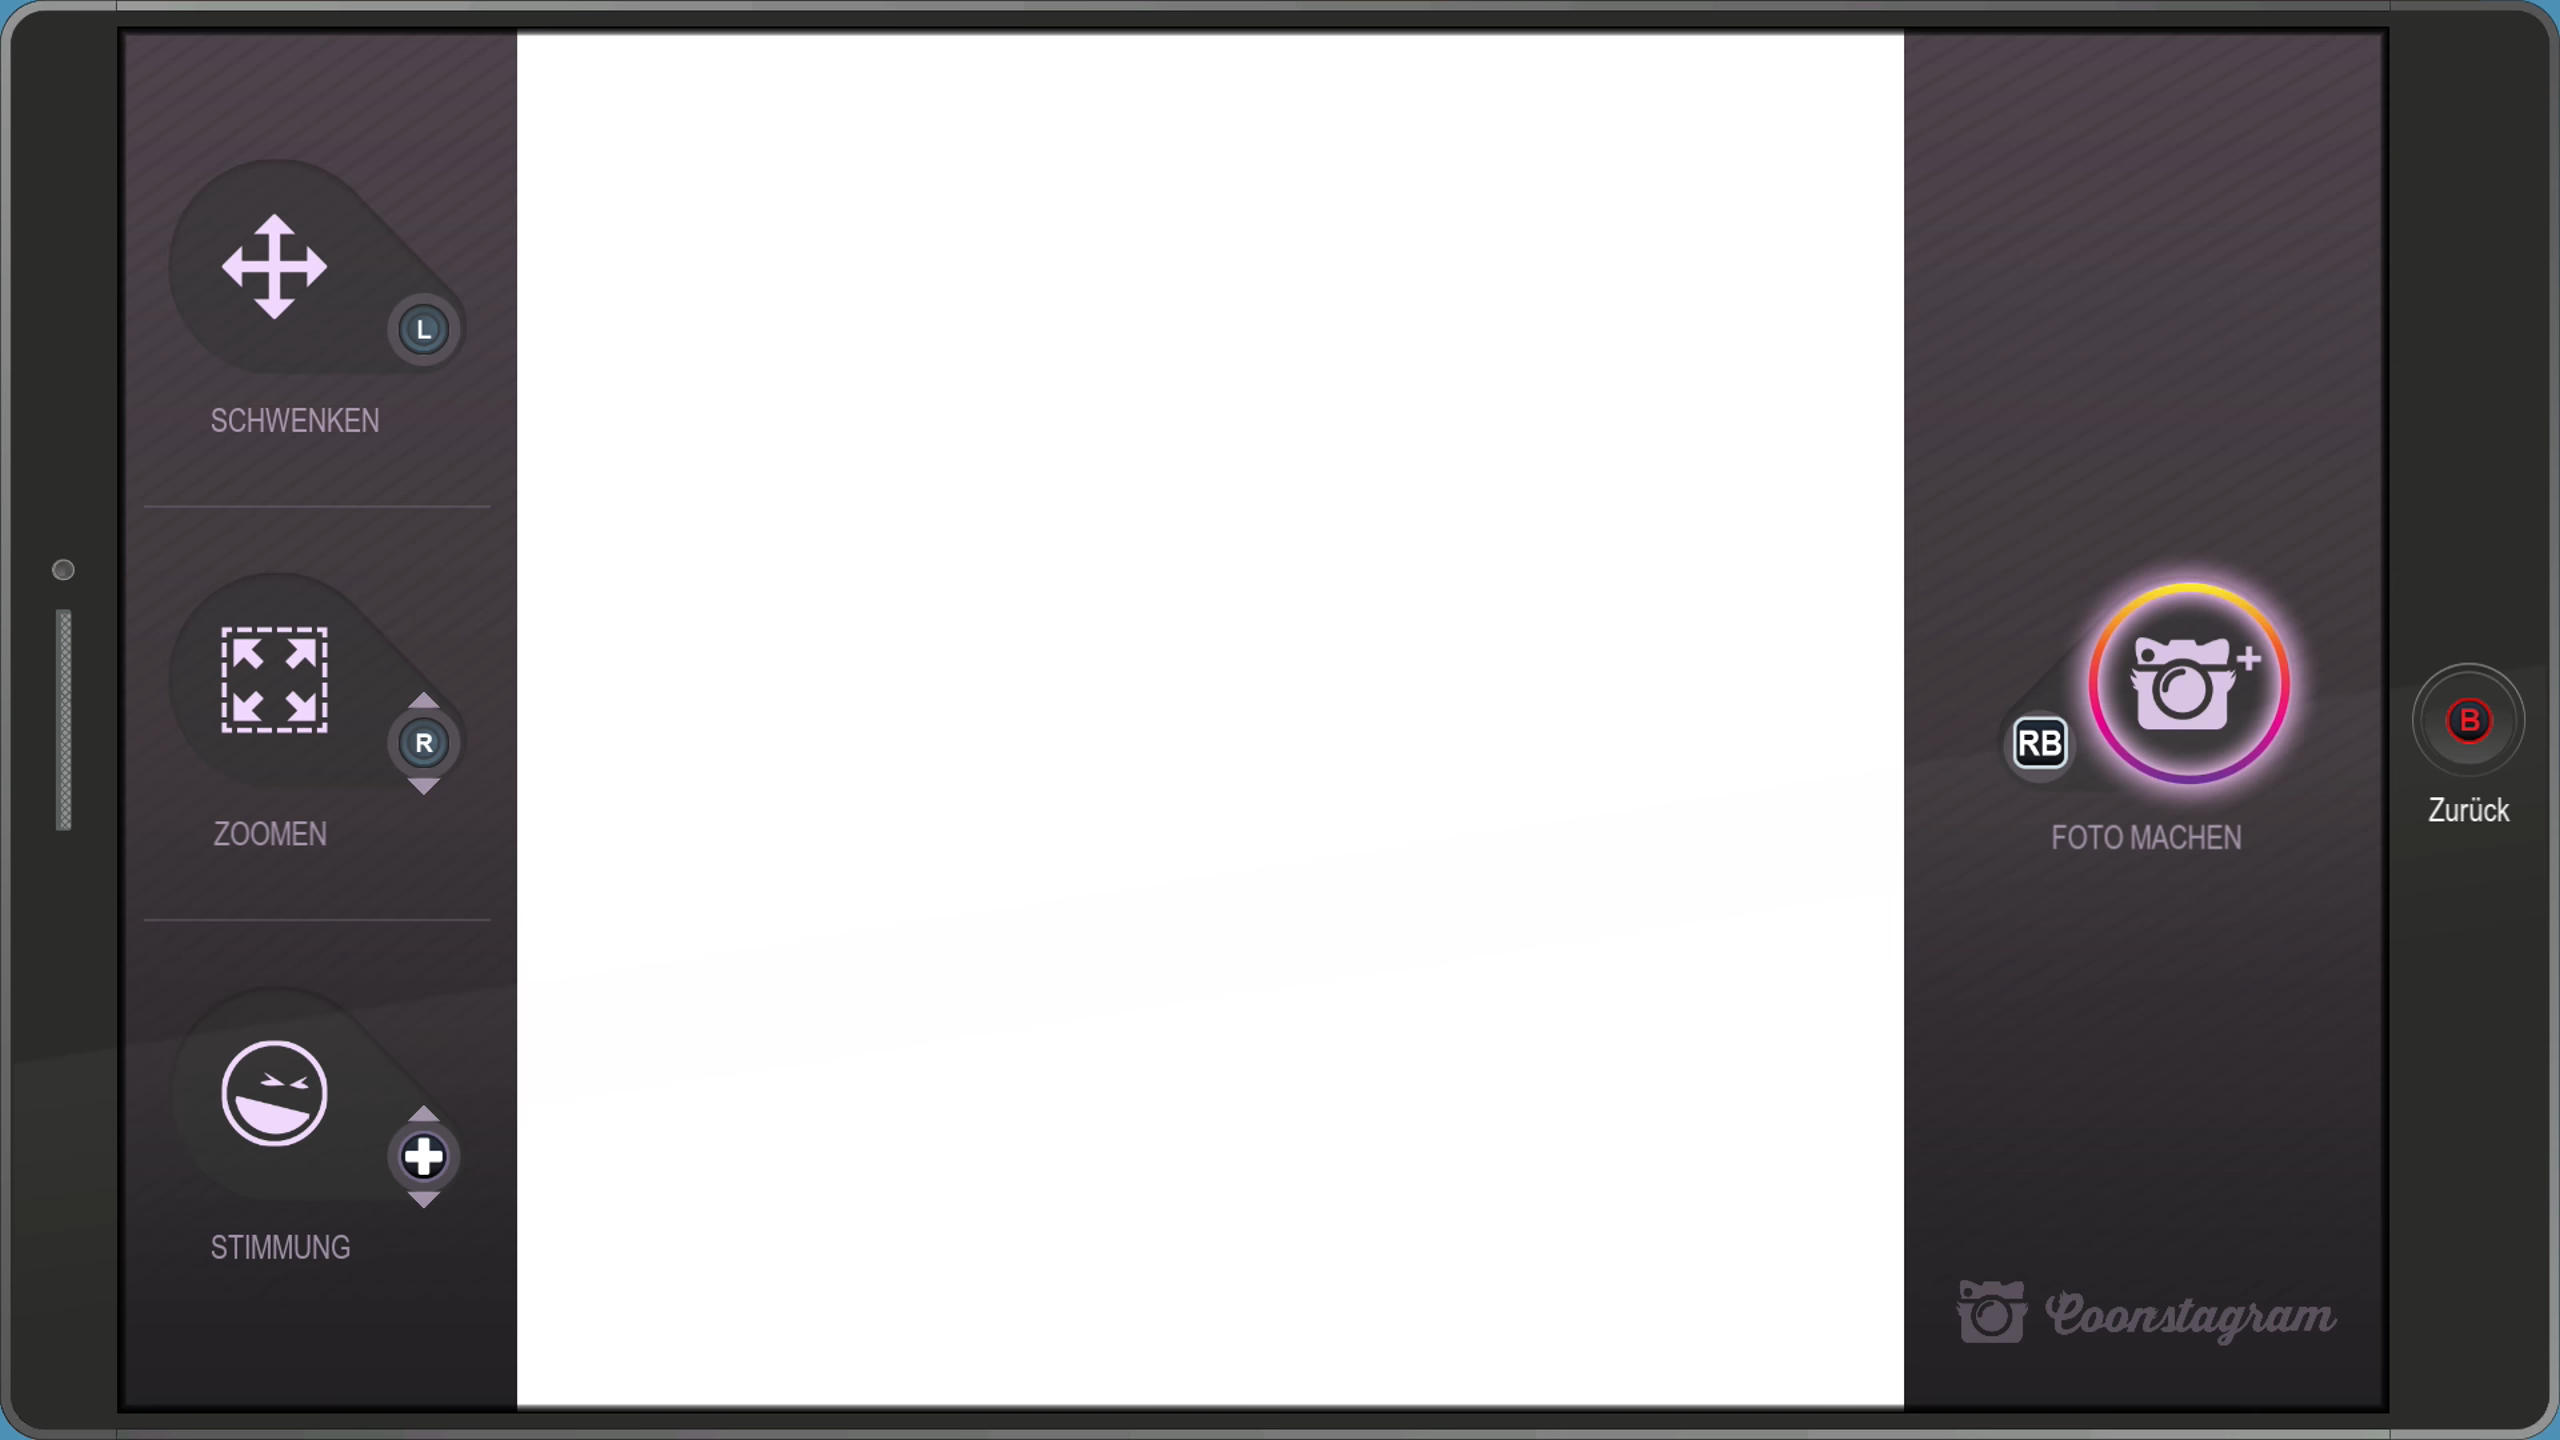 L
SCHWENKEN
R
ZOOMEN
STIMMUNG
RB
FOTO MACHEN
Coonstagram
B
Zurück